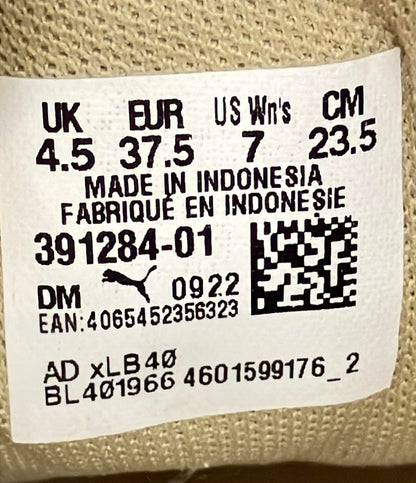 UK EUR US Wn's CM
4.5 37.5 7 23.5
MADE IN INDONESIA
FABRIQUÉ EN INDONESIE
391284-01
DM 0922
EAN:4065452356323
AD xLB40
BL401966 4601599176_2